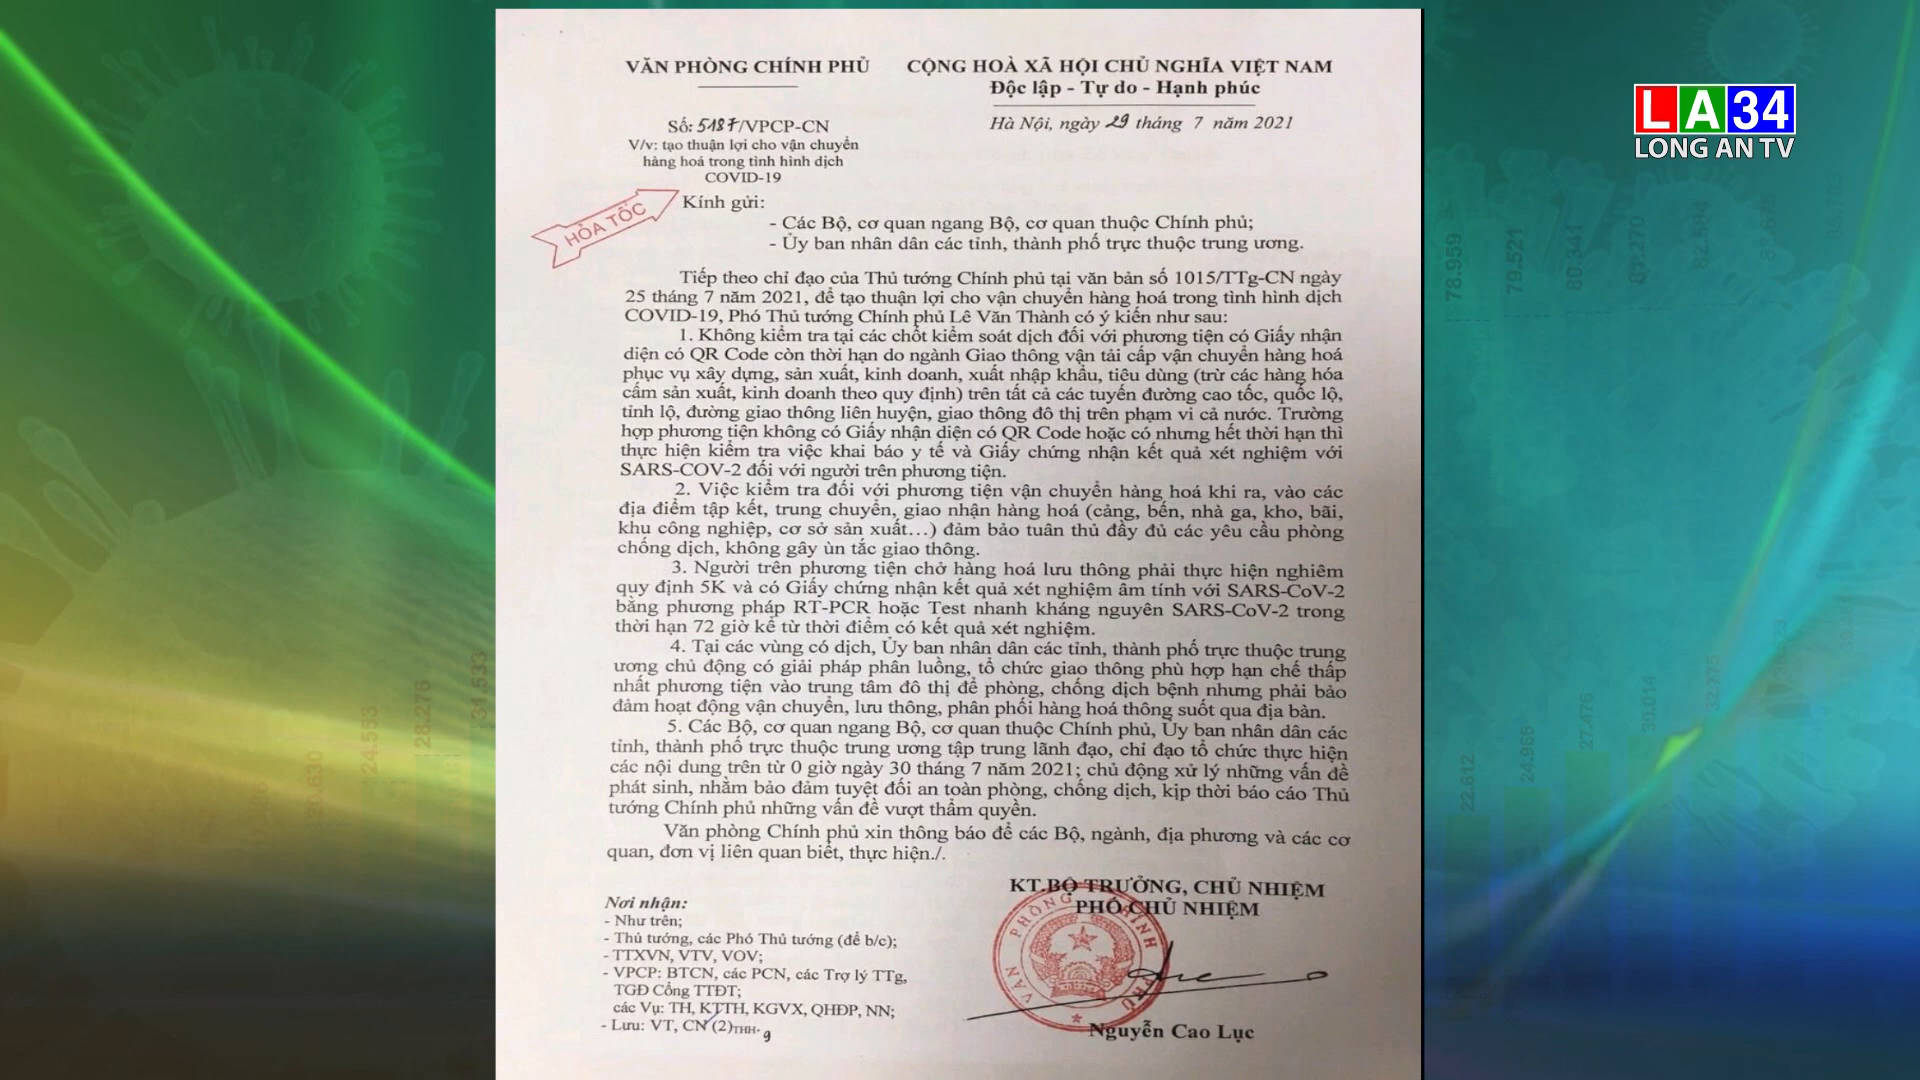 VĂN PHÒNG CHÍNH PHỦ
CỘNG HOÀ XÃ HỘI CHỦ NGHĨA VIỆT NAM
Độc lập - Tự do - Hạnh phúc
Số: 5187/VPCP-CN
Hà Nội, ngày 29 tháng 7 năm 2021
V/v: tạo thuận lợi cho vận chuyển
hàng hoá trong tình hình dịch
COVID-19
HỎA TỐC
Kính gửi:
- Các Bộ, cơ quan ngang Bộ, cơ quan thuộc Chính phủ;
- Ủy ban nhân dân các tỉnh, thành phố trực thuộc trung ương.
Tiếp theo chỉ đạo của Thủ tướng Chính phủ tại văn bản số 1015/TTg-CN ngày
25 tháng 7 năm 2021, để tạo thuận lợi cho vận chuyển hàng hoá trong tình hình dịch
COVID-19, Phó Thủ tướng Chính phủ Lê Văn Thành có ý kiến như sau:
1. Không kiểm tra tại các chốt kiểm soát dịch đối với phương tiện có Giấy nhận
diện có QR Code còn thời hạn do ngành Giao thông vận tải cấp vận chuyển hàng hoá
phục vụ xây dựng, sản xuất, kinh doanh, xuất nhập khẩu, tiêu dùng (trừ các hàng hóa
cấm sản xuất, kinh doanh theo quy định) trên tất cả các tuyến đường cao tốc, quốc lộ,
tỉnh lộ, đường giao thông liên huyện, giao thông đô thị trên phạm vi cả nước. Trường
hợp phương tiện không có Giấy nhận diện có QR Code hoặc có nhưng hết thời hạn thì
thực hiện kiểm tra việc khai báo y tế và Giấy chứng nhận kết quả xét nghiệm với
SARS-COV-2 đối với người trên phương tiện.
2. Việc kiểm tra đối với phương tiện vận chuyển hàng hoá khi ra, vào các
địa điểm tập kết, trung chuyển, giao nhận hàng hoá (cảng, bến, nhà ga, kho, bãi,
khu công nghiệp, cơ sở sản xuất…) đảm bảo tuân thủ đầy đủ các yêu cầu phòng
chống dịch, không gây ùn tắc giao thông.
3. Người trên phương tiện chở hàng hoá lưu thông phải thực hiện nghiêm
quy định 5K và có Giấy chứng nhận kết quả xét nghiệm âm tính với SARS-CoV-2
bằng phương pháp RT-PCR hoặc Test nhanh kháng nguyên SARS-CoV-2 trong
thời hạn 72 giờ kể từ thời điểm có kết quả xét nghiệm.
4. Tại các vùng có dịch, Ủy ban nhân dân các tỉnh, thành phố trực thuộc trung
ương chủ động có giải pháp phân luồng, tổ chức giao thông phù hợp hạn chế thấp
nhất phương tiện vào trung tâm đô thị để phòng, chống dịch bệnh nhưng phải bảo
đảm hoạt động vận chuyển, lưu thông, phân phối hàng hoá thông suốt qua địa bàn.
5. Các Bộ, cơ quan ngang Bộ, cơ quan thuộc Chính phủ, Ủy ban nhân dân các
tỉnh, thành phố trực thuộc trung ương tập trung lãnh đạo, chỉ đạo tổ chức thực hiện
các nội dung trên từ 0 giờ ngày 30 tháng 7 năm 2021; chủ động xử lý những vấn đề
phát sinh, nhằm bảo đảm tuyệt đối an toàn phòng, chống dịch, kịp thời báo cáo Thủ
tướng Chính phủ những vấn đề vượt thẩm quyền.
Văn phòng Chính phủ xin thông báo để các Bộ, ngành, địa phương và các cơ
quan, đơn vị liên quan biết, thực hiện./.
KT.BỘ TRƯỞNG, CHỦ NHIỆM
PHÓ CHỦ NHIỆM
Nơi nhận:
- Như trên;
- Thủ tướng, các Phó Thủ tướng (để b/c);
- TTXVN, VTV, VOV;
- VPCP: BTCN, các PCN, các Trợ lý TTg,
TGĐ Cổng TTĐT;
các Vụ: TH, KTTH, KGVX, QHĐP, NN;
- Lưu: VT, CN (2)THH.
Nguyễn Cao Lục
LA34
LONG AN TV
78.959
79.521
80.341
24.553
28.276
34.533
22.612
24.966
27.476
30.014